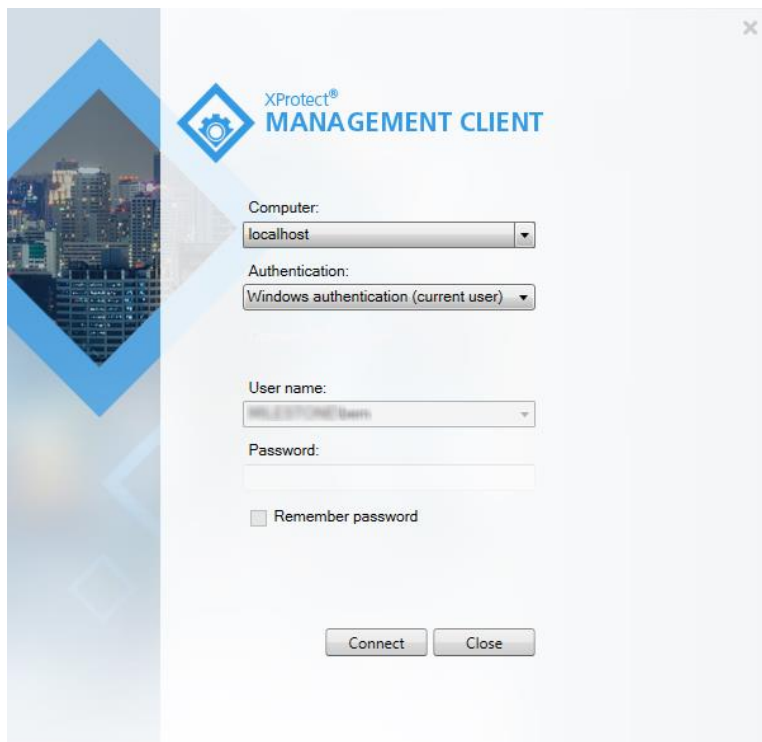 XProtect®
MANAGEMENT CLIENT
Computer:
localhost
Authentication:
Windows authentication (current user)
User name:
Password:
Remember password
Connect
Close